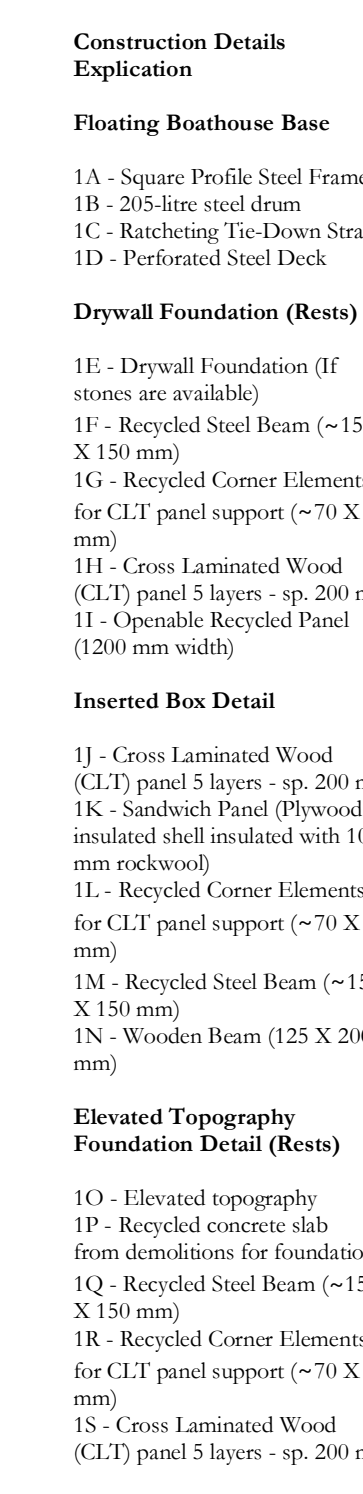 Construction Details
Explication
Floating Boathouse Base
1A - Square Profile Steel Frame
1B - 205-litre steel drum
1C - Ratcheting Tie-Down Stra
1D - Perforated Steel Deck
Drywall Foundation (Rests)
1E - Drywall Foundation (If
stones are available)
1F - Recycled Steel Beam (~15
X 150 mm)
1G - Recycled Corner Elements
for CLT panel support (~70 X
mm)
1H - Cross Laminated Wood
(CLT) panel 5 layers - sp. 200 m
1I - Openable Recycled Panel
(1200 mm width)
Inserted Box Detail
1J - Cross Laminated Wood
(CLT) panel 5 layers - sp. 200 m
1K - Sandwich Panel (Plywood
insulated shell insulated with 10
mm rockwool)
1L - Recycled Corner Elements
for CLT panel support (~70 X
mm)
1M - Recycled Steel Beam (~15
X 150 mm)
1N - Wooden Beam (125 X 200
mm)
Elevated Topography
Foundation Detail (Rests)
1O - Elevated topography
1P - Recycled concrete slab
from demolitions for foundatio
1Q - Recycled Steel Beam (~15
X 150 mm)
1R - Recycled Corner Elements
for CLT panel support (~70 X
mm)
1S - Cross Laminated Wood
(CLT) panel 5 layers - sp. 200 m